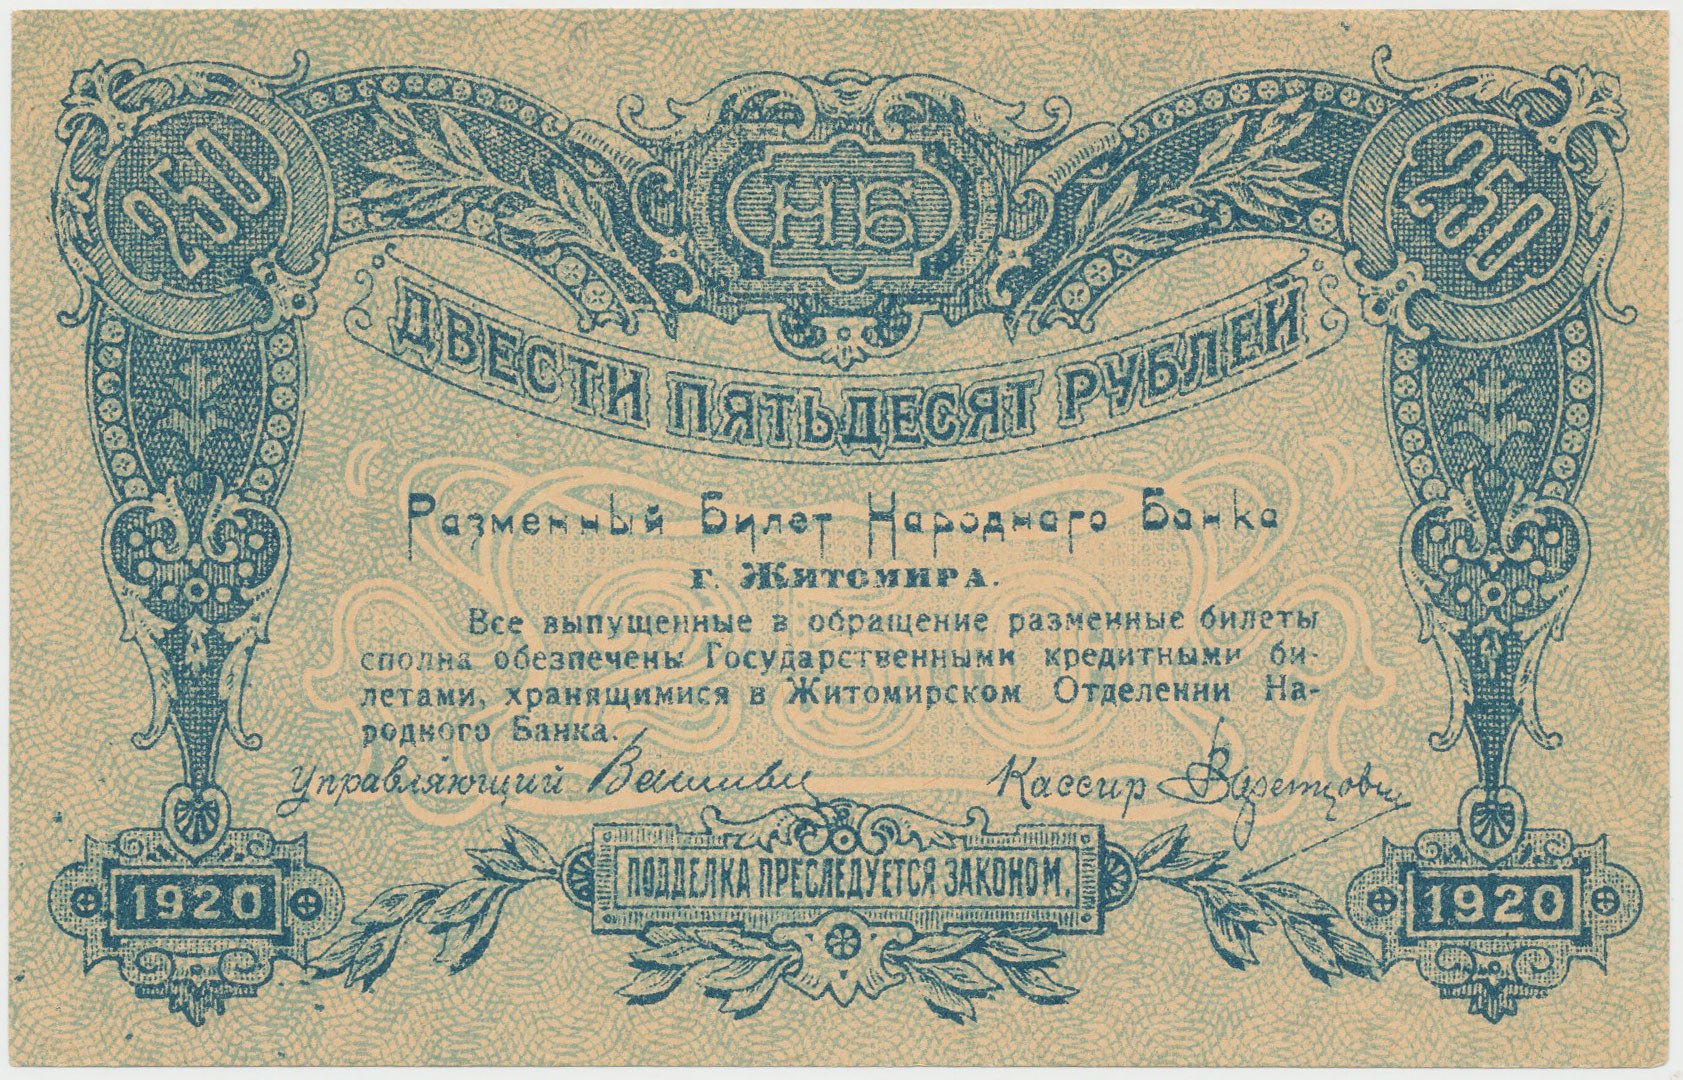 250
НБ
250
ДВЕСТИ ПЯТЬДЕСЯТ РУБЛЕЙ
Разменный Билет Народнаго Банка
г. ЖИТОМИРА.
Все выпущенные в обращение разменные билеты
сполна обезпечены Государственными кредитными би-
летами, хранящимися в Житомирском Отделении На-
родного Банка.
Управляющий
Кассир
ПОДДЕЛКА ПРЕСЛЕДУЕТСЯ ЗАКОНОМ.
1920
1920